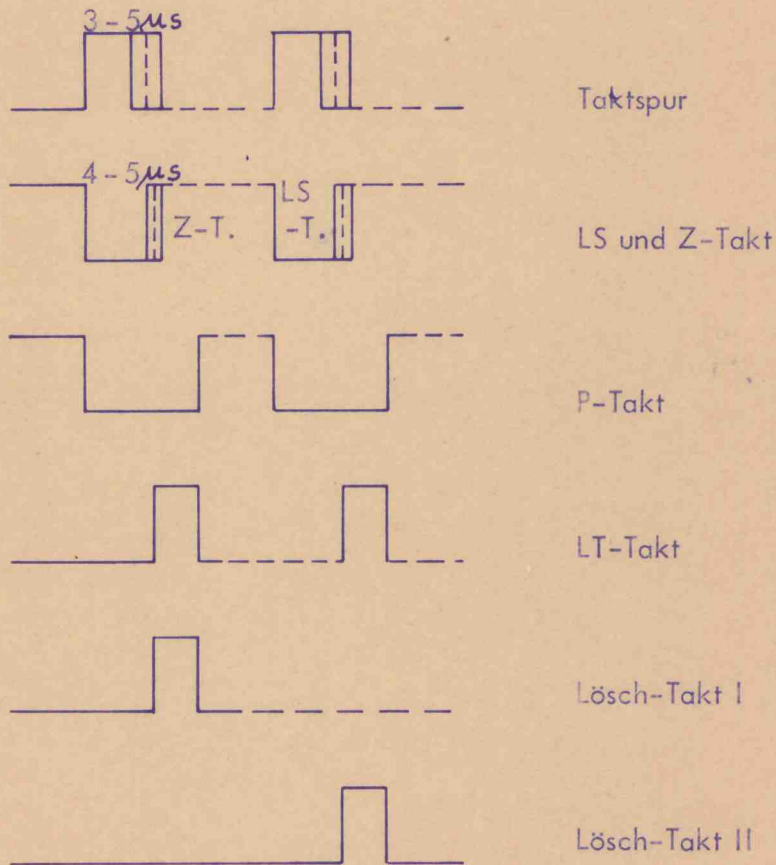 3-5µs
Taktspur
4-5µs
Z-T.
LS
-T.
LS und Z-Takt
P-Takt
LT-Takt
Lösch-Takt I
Lösch-Takt II